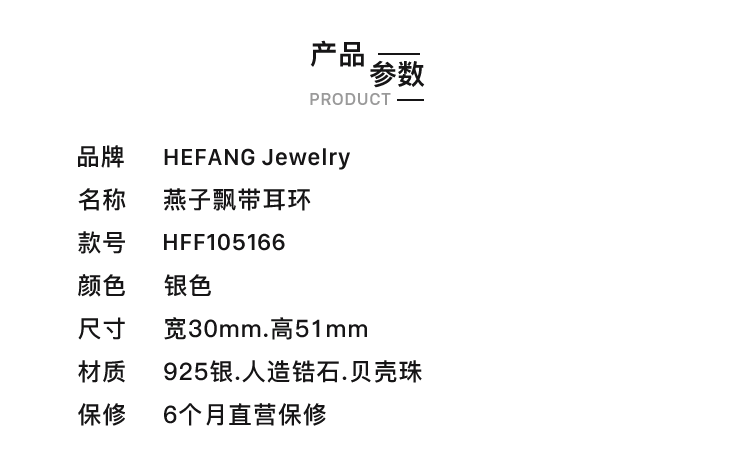 产品
参数
PRODUCT
品牌 HEFANG Jewelry
名称 燕子飘带耳环
款号 HFF105166
颜色 银色
尺寸 宽30mm.高51mm
材质 925银.人造锆石.贝壳珠
保修 6个月直营保修